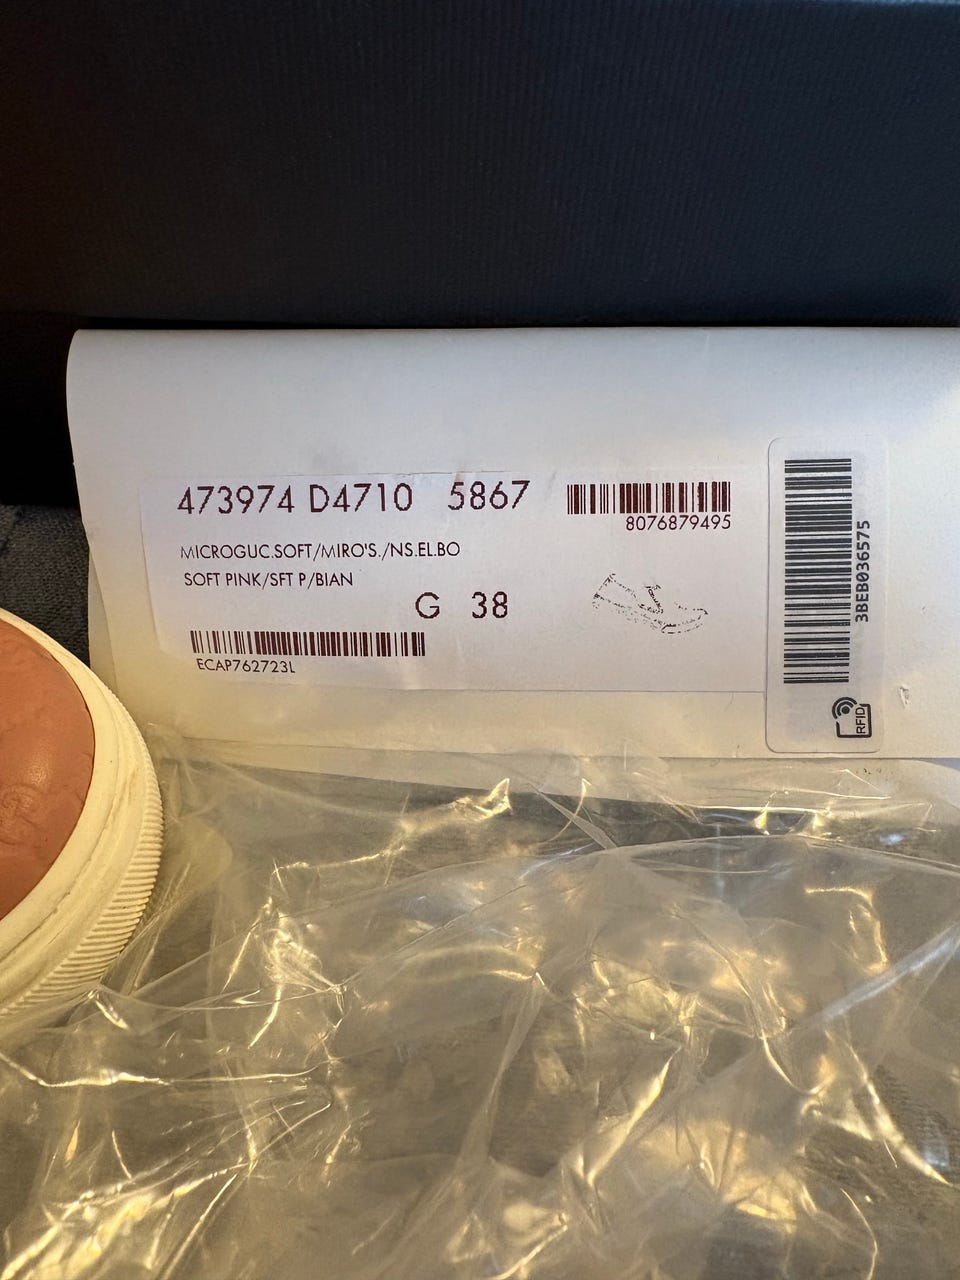 473974 D4710 5867
8076879495
MICROGUC.SOFT/MIRO'S./NS.EL.BO
SOFT PINK/SFT P/BIAN
G 38
ECAP762723L
3BEB036575
RFID